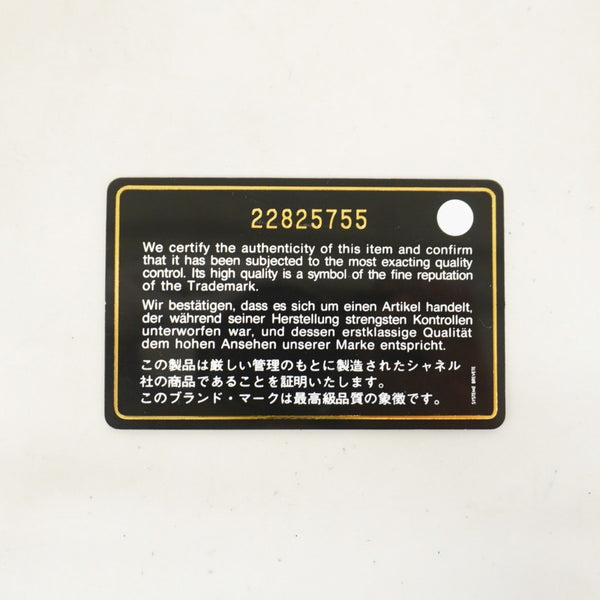 22825755
We certify the authenticity of this item and confirm
that it has been subjected to the most exacting quality
control. Its high quality is a symbol of the fine reputation
of the Trademark.
Wir bestätigen, dass es sich um einen Artikel handelt,
der während seiner Herstellung strengsten Kontrollen
unterworfen war, und dessen erstklassige Qualität
dem hohen Ansehen unserer Marke entspricht.
この製品は厳しい管理のもとに製造されたシャネル
社の商品であることを証明いたします。
このブランド・マークは最高級品質の象徴です。
SYSTEME BREVETE